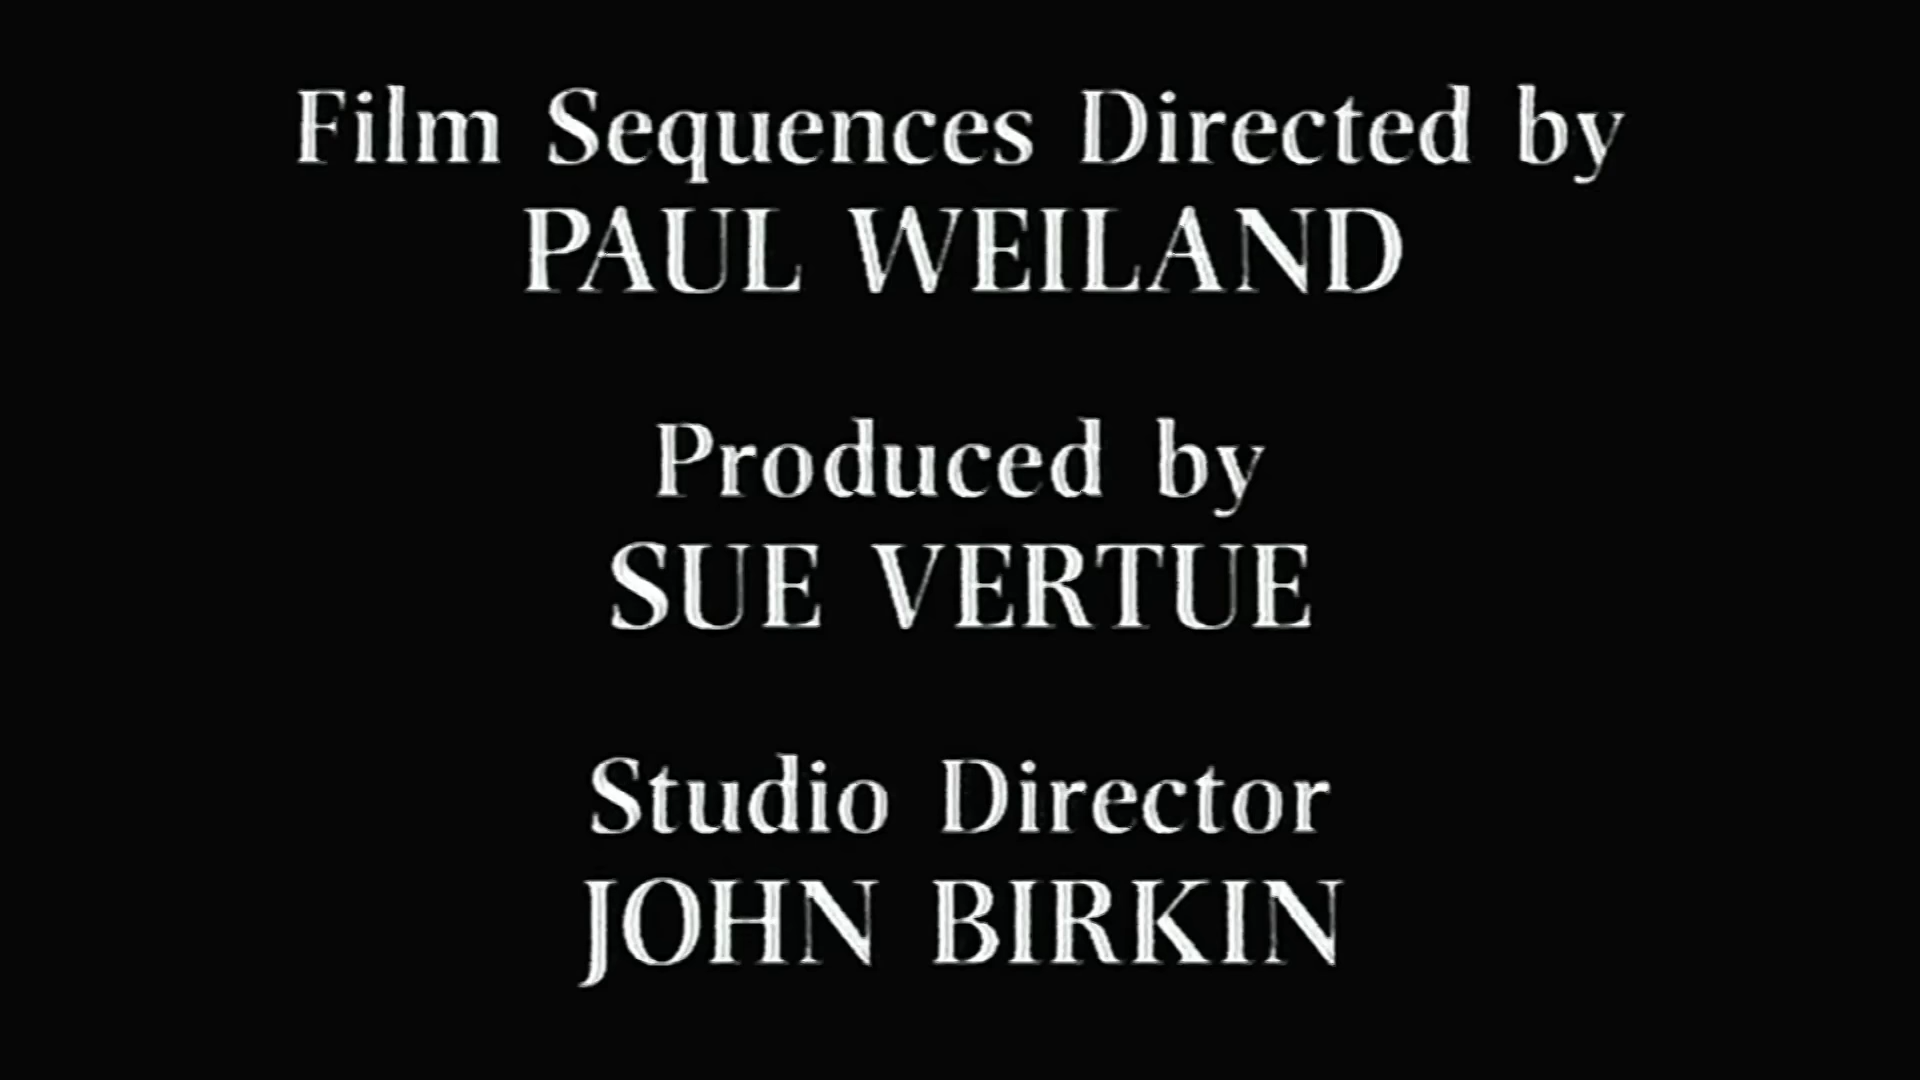 Film Sequences Directed by
PAUL WEILAND
Produced by
SUE VERTUE
Studio Director
JOHN BIRKIN